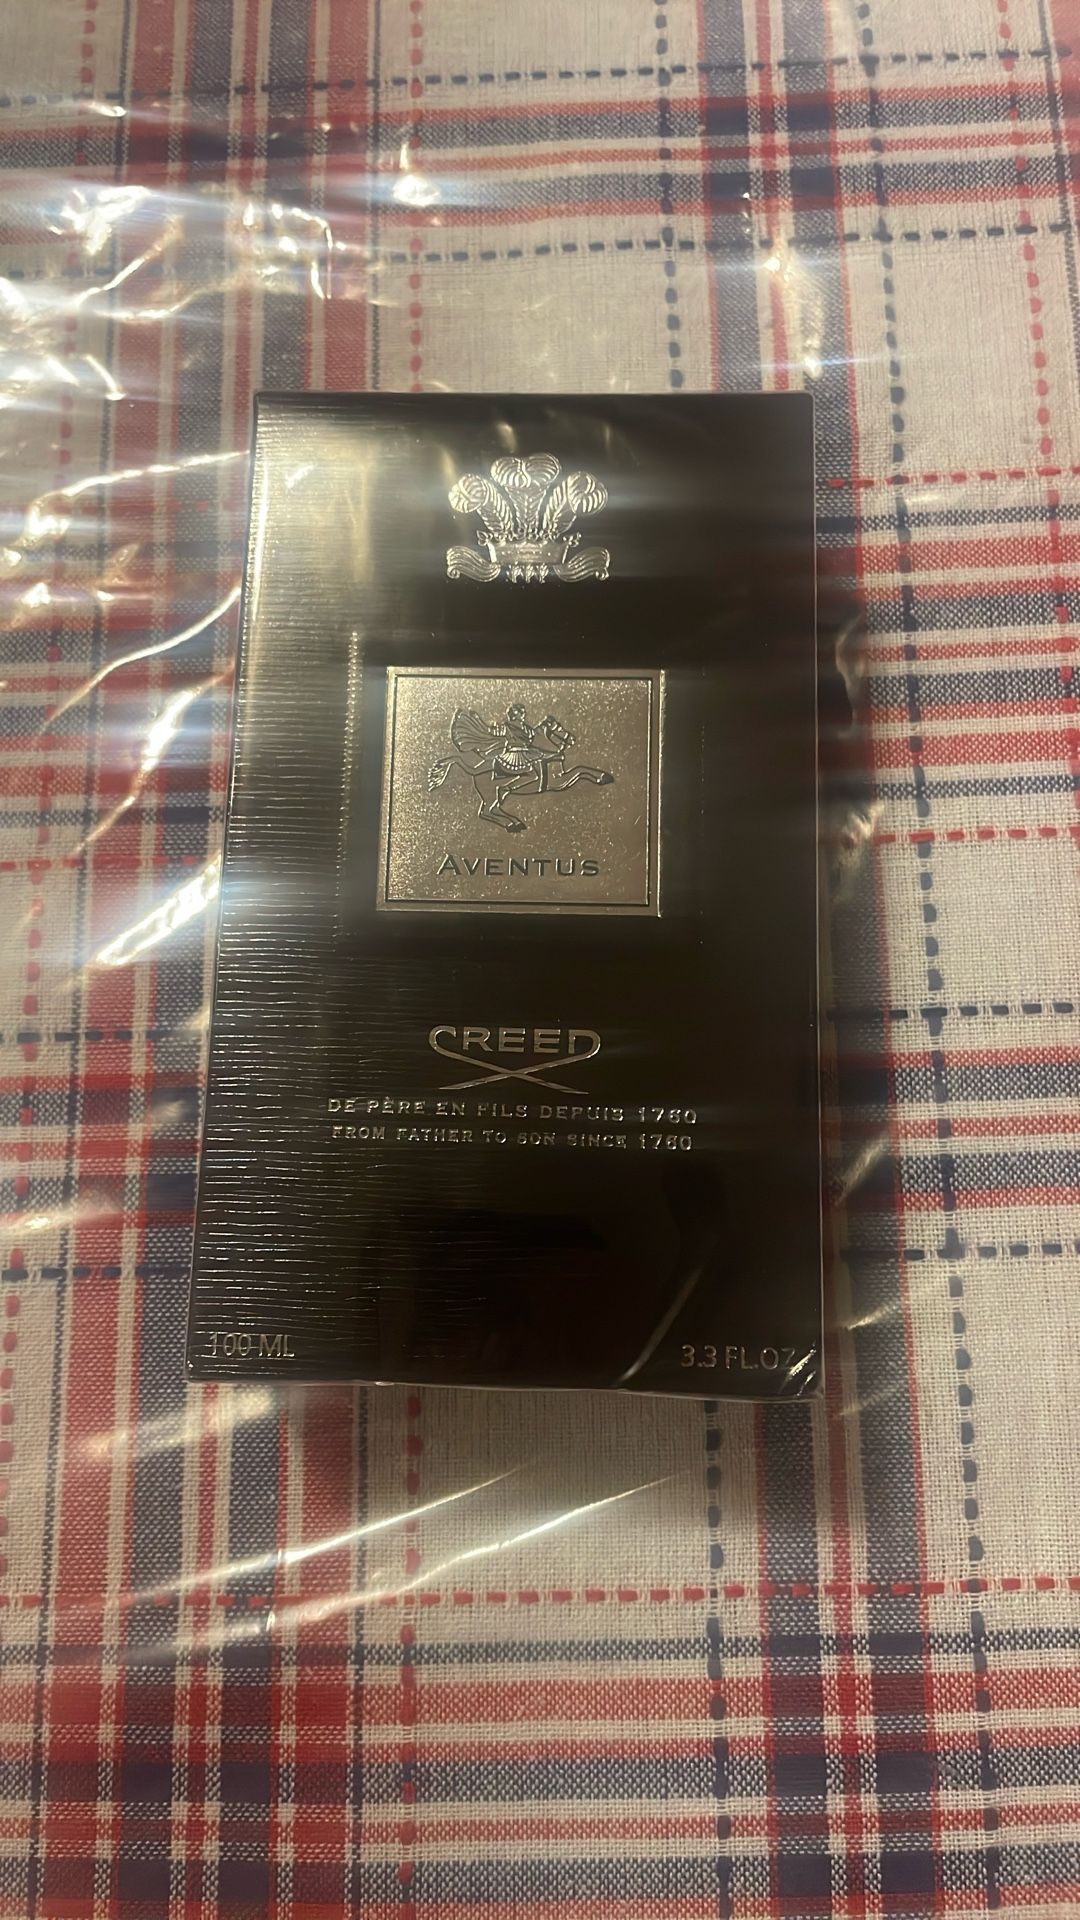 AVENTUS
CREED
DE PÈRE EN FILS DEPUIS 1760
FROM FATHER TO SON SINCE 1760
100 ML
3.3 FL.OZ